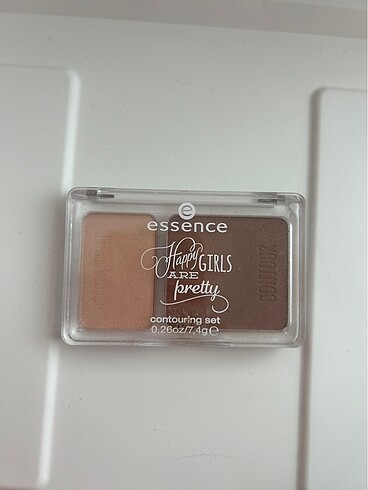 essence
Happy GIRLS
ARE
pretty
contouring set
0.26oz/7.4g℮
CONTOUR